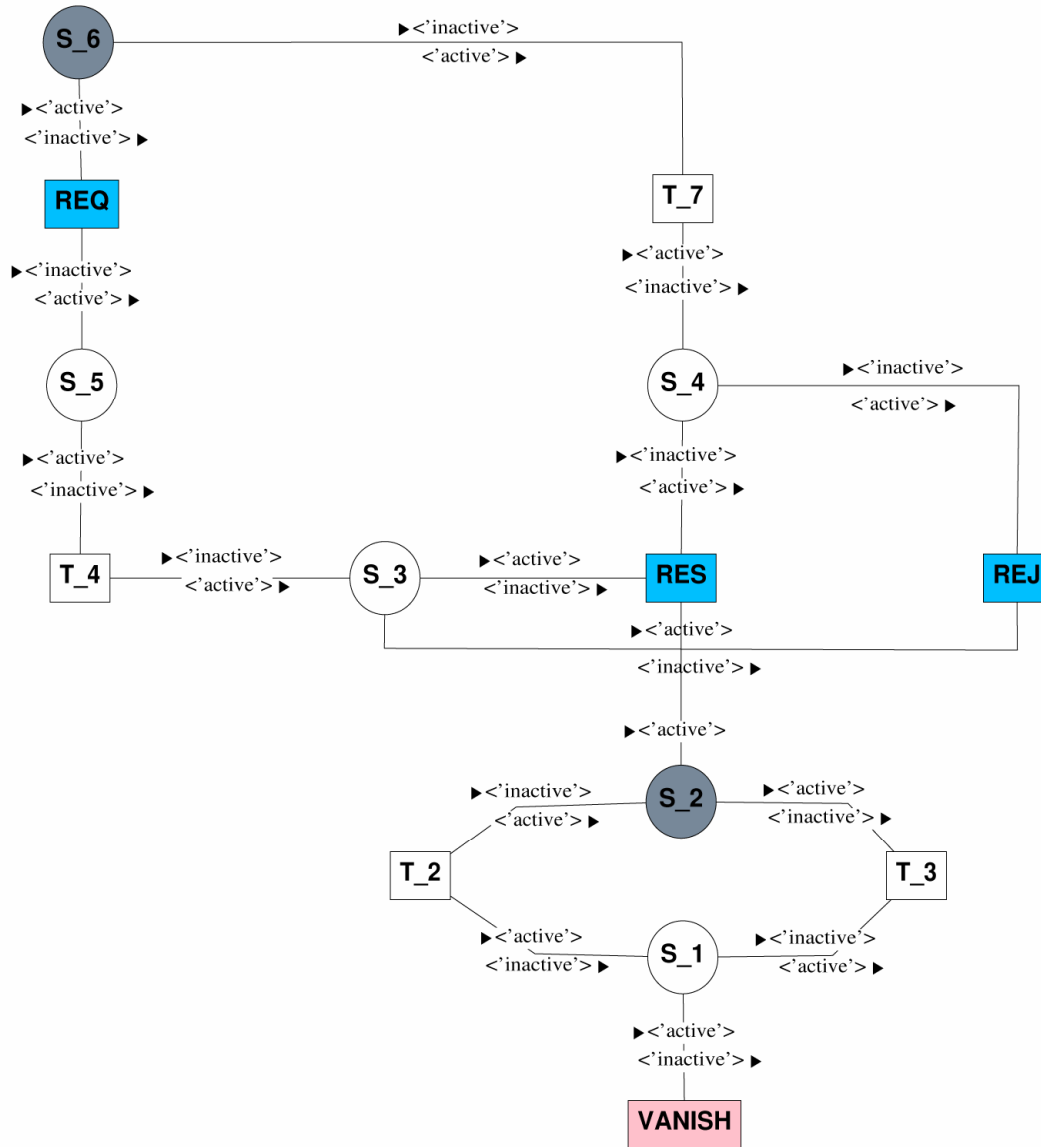 S_6
▶<'inactive'>
<'active'> ▶
▶<'active'>
<'inactive'> ▶
REQ
T_7
▶<'inactive'>
<'active'> ▶
▶<'active'>
<'inactive'> ▶
S_5
S_4
▶<'inactive'>
<'active'> ▶
▶<'active'>
<'inactive'> ▶
▶<'inactive'>
<'active'> ▶
T_4
▶<'inactive'>
<'active'> ▶
S_3
▶<'active'>
<'inactive'> ▶
RES
REJ
▶<'active'>
<'inactive'> ▶
▶<'active'>
S_2
▶<'inactive'>
<'active'> ▶
▶<'active'>
<'inactive'> ▶
T_2
T_3
▶<'active'>
<'inactive'> ▶
S_1
▶<'inactive'>
<'active'> ▶
▶<'active'>
<'inactive'> ▶
VANISH